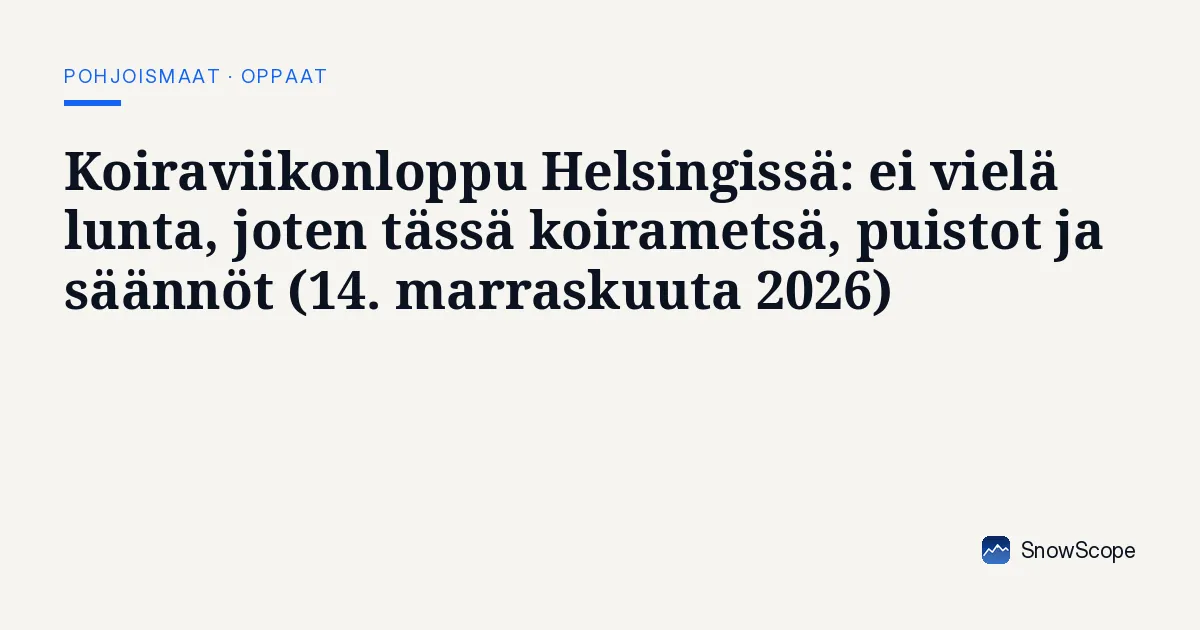 POHJOISMAAT · OPPAAT
Koiraviikonloppu Helsingissä: ei vielä
lunta, joten tässä koirametsä, puistot ja
säännöt (14. marraskuuta 2026)
SnowScope